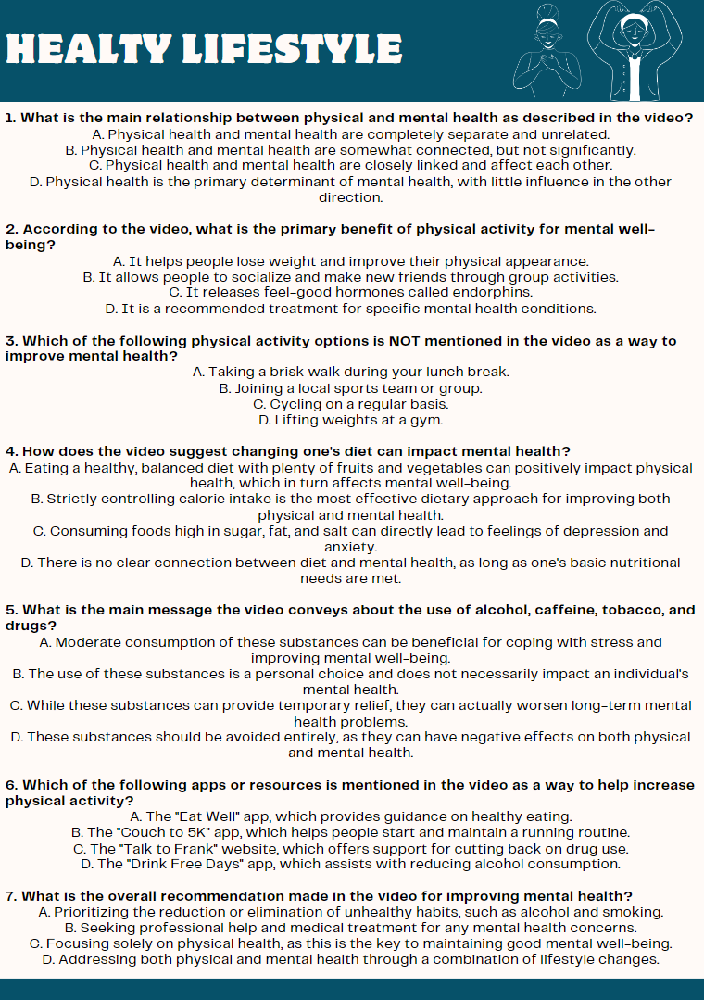 HEALTY LIFESTYLE
1. What is the main relationship between physical and mental health as described in the video?
A. Physical health and mental health are completely separate and unrelated.
B. Physical health and mental health are somewhat connected, but not significantly.
C. Physical health and mental health are closely linked and affect each other.
D. Physical health is the primary determinant of mental health, with little influence in the other
direction.
2. According to the video, what is the primary benefit of physical activity for mental well-
being?
A. It helps people lose weight and improve their physical appearance.
B. It allows people to socialize and make new friends through group activities.
C. It releases feel-good hormones called endorphins.
D. It is a recommended treatment for specific mental health conditions.
3. Which of the following physical activity options is NOT mentioned in the video as a way to
improve mental health?
A. Taking a brisk walk during your lunch break.
B. Joining a local sports team or group.
C. Cycling on a regular basis.
D. Lifting weights at a gym.
4. How does the video suggest changing one's diet can impact mental health?
A. Eating a healthy, balanced diet with plenty of fruits and vegetables can positively impact physical
health, which in turn affects mental well-being.
B. Strictly controlling calorie intake is the most effective dietary approach for improving both
physical and mental health.
C. Consuming foods high in sugar, fat, and salt can directly lead to feelings of depression and
anxiety.
D. There is no clear connection between diet and mental health, as long as one's basic nutritional
needs are met.
5. What is the main message the video conveys about the use of alcohol, caffeine, tobacco, and
drugs?
A. Moderate consumption of these substances can be beneficial for coping with stress and
improving mental well-being.
B. The use of these substances is a personal choice and does not necessarily impact an individual's
mental health.
C. While these substances can provide temporary relief, they can actually worsen long-term mental
health problems.
D. These substances should be avoided entirely, as they can have negative effects on both physical
and mental health.
6. Which of the following apps or resources is mentioned in the video as a way to help increase
physical activity?
A. The "Eat Well" app, which provides guidance on healthy eating.
B. The "Couch to 5K" app, which helps people start and maintain a running routine.
C. The "Talk to Frank" website, which offers support for cutting back on drug use.
D. The "Drink Free Days" app, which assists with reducing alcohol consumption.
7. What is the overall recommendation made in the video for improving mental health?
A. Prioritizing the reduction or elimination of unhealthy habits, such as alcohol and smoking.
B. Seeking professional help and medical treatment for any mental health concerns.
C. Focusing solely on physical health, as this is the key to maintaining good mental well-being.
D. Addressing both physical and mental health through a combination of lifestyle changes.